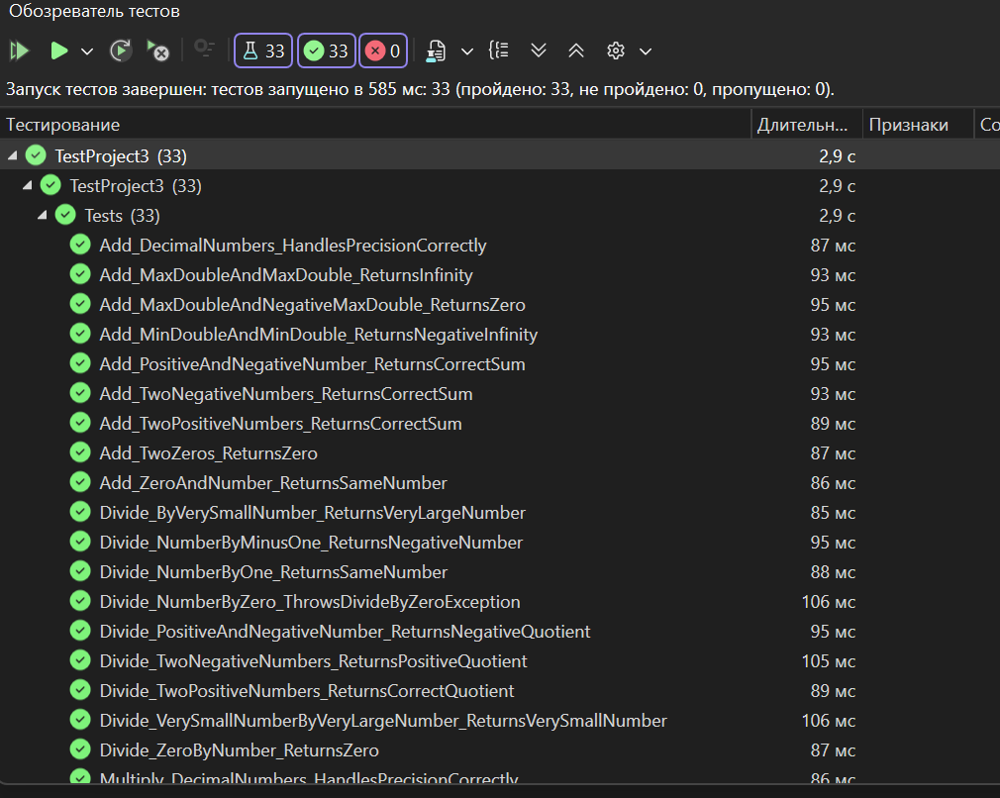 Обозреватель тестов
33 33 0
Запуск тестов завершен: тестов запущено в 585 мс: 33 (пройдено: 33, не пройдено: 0, пропущено: 0).
Тестирование Длительн... Признаки Со
TestProject3 (33) 2,9 с
TestProject3 (33) 2,9 с
Tests (33) 2,9 с
Add_DecimalNumbers_HandlesPrecisionCorrectly 87 мс
Add_MaxDoubleAndMaxDouble_ReturnsInfinity 93 мс
Add_MaxDoubleAndNegativeMaxDouble_ReturnsZero 95 мс
Add_MinDoubleAndMinDouble_ReturnsNegativeInfinity 93 мс
Add_PositiveAndNegativeNumber_ReturnsCorrectSum 95 мс
Add_TwoNegativeNumbers_ReturnsCorrectSum 93 мс
Add_TwoPositiveNumbers_ReturnsCorrectSum 89 мс
Add_TwoZeros_ReturnsZero 87 мс
Add_ZeroAndNumber_ReturnsSameNumber 86 мс
Divide_ByVerySmallNumber_ReturnsVeryLargeNumber 85 мс
Divide_NumberByMinusOne_ReturnsNegativeNumber 95 мс
Divide_NumberByOne_ReturnsSameNumber 88 мс
Divide_NumberByZero_ThrowsDivideByZeroException 106 мс
Divide_PositiveAndNegativeNumber_ReturnsNegativeQuotient 95 мс
Divide_TwoNegativeNumbers_ReturnsPositiveQuotient 105 мс
Divide_TwoPositiveNumbers_ReturnsCorrectQuotient 89 мс
Divide_VerySmallNumberByVeryLargeNumber_ReturnsVerySmallNumber 106 мс
Divide_ZeroByNumber_ReturnsZero 87 мс
Multiply_DecimalNumbers_HandlesPrecisionCorrectly 86 мс